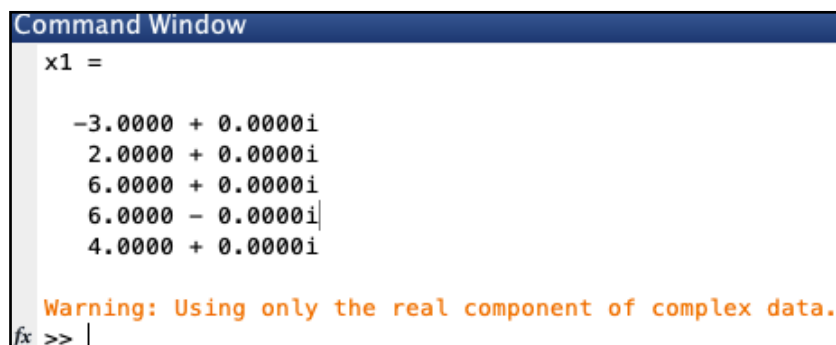 Command Window
x1 =
-3.0000 + 0.0000i
2.0000 + 0.0000i
6.0000 + 0.0000i
6.0000 - 0.0000i
4.0000 + 0.0000i
Warning: Using only the real component of complex data.
fx >>